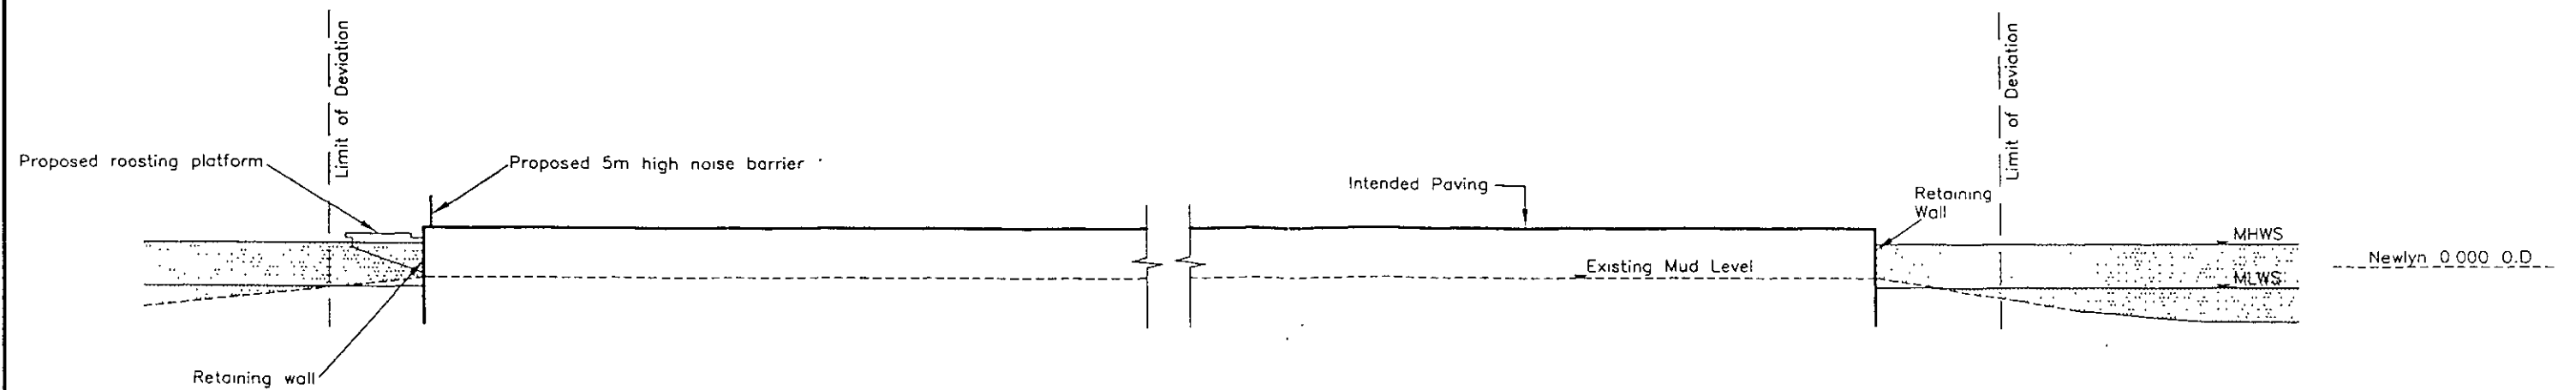 Limit of Deviation
Limit of Deviation
Proposed roosting platform
Proposed 5m high noise barrier
Intended Paving
Retaining
Wall
MHWS
Existing Mud Level
Newlyn 0 000 O.D
MLWS
Retaining wall